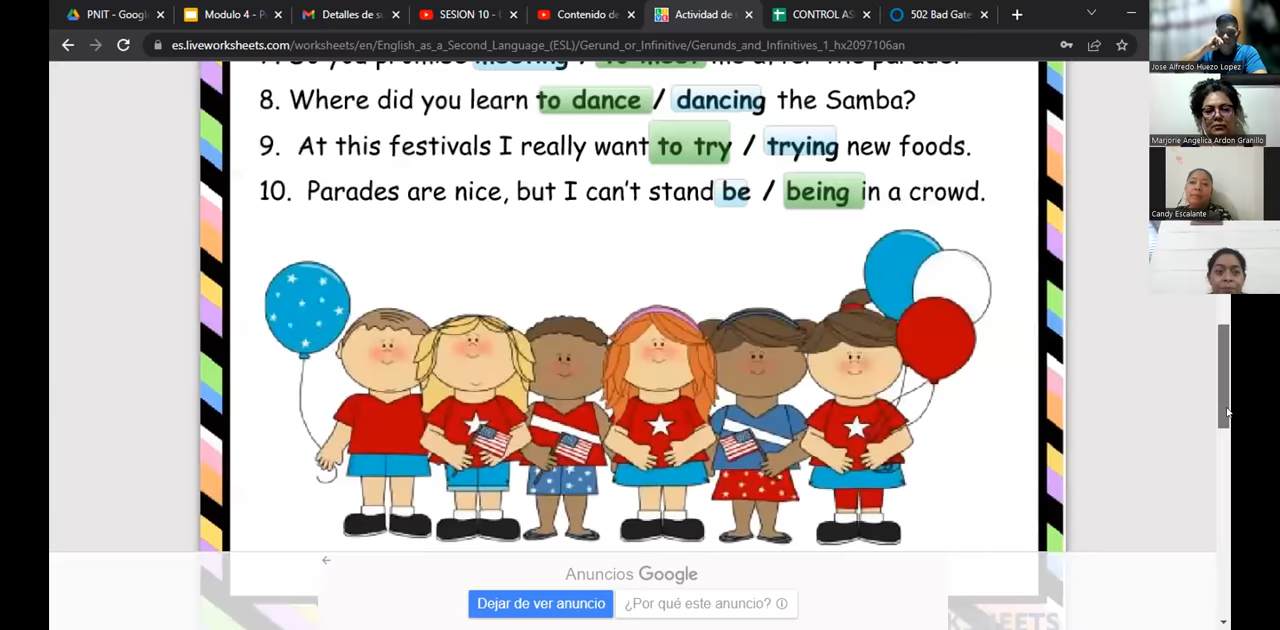 PNIT - Googl
Modulo 4 - P
Detalles de su
SESION 10 -
Contenido de
Actividad de
CONTROL AS
502 Bad Gate
es.liveworksheets.com/worksheets/en/English_as_a_Second_Language_(ESL)/Gerund_or_Infinitive/Gerunds_and_Infinitives_1_hx2097106an
8. Where did you learn to dance / dancing the Samba?
9. At this festivals I really want to try / trying new foods.
10. Parades are nice, but I can't stand be / being in a crowd.
Anuncios Google
Dejar de ver anuncio
¿Por qué este anuncio?
Jose Alfredo Huezo Lopez
Marjorie Angelica Ardon Granillo
Candy Escalante